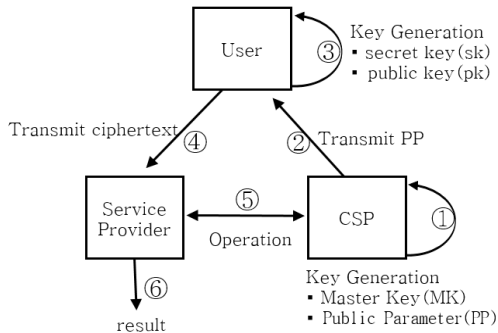 User
③
Key Generation
▪ secret key(sk)
▪ public key(pk)
Transmit ciphertext
④
②
Transmit PP
Service
Provider
⑤
Operation
CSP
①
⑥
result
Key Generation
▪ Master Key(MK)
▪ Public Parameter(PP)